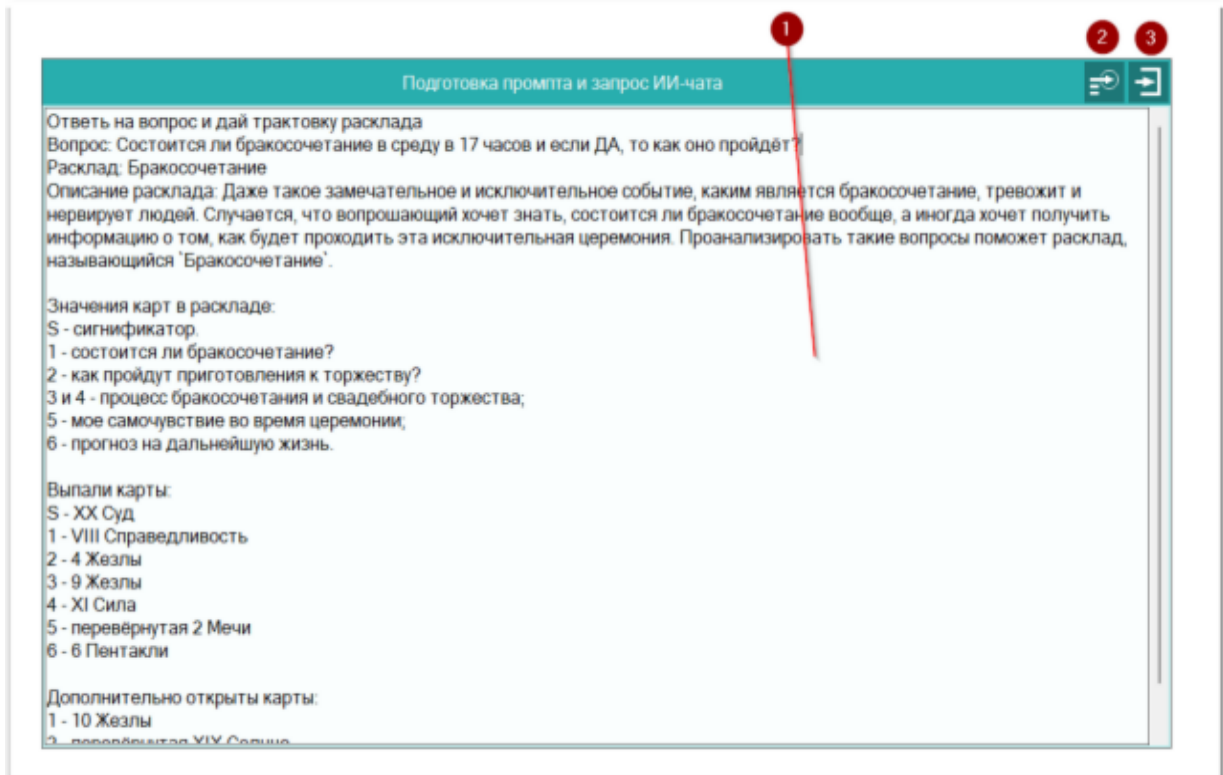 1
2 3
Подготовка промпта и запрос ИИ-чата
Ответь на вопрос и дай трактовку расклада
Вопрос: Состоится ли бракосочетание в среду в 17 часов и если ДА, то как оно пройдёт?
Расклад: Бракосочетание
Описание расклада: Даже такое замечательное и исключительное событие, каким является бракосочетание, тревожит и
нервирует людей. Случается, что вопрошающий хочет знать, состоится ли бракосочетание вообще, а иногда хочет получить
информацию о том, как будет проходить эта исключительная церемония. Проанализировать такие вопросы поможет расклад,
называющийся `Бракосочетание`.
Значения карт в раскладе:
S - сигнификатор.
1 - состоится ли бракосочетание?
2 - как пройдут приготовления к торжеству?
3 и 4 - процесс бракосочетания и свадебного торжества;
5 - мое самочувствие во время церемонии;
6 - прогноз на дальнейшую жизнь.
Выпали карты:
S - XX Суд
1 - VIII Справедливость
2 - 4 Жезлы
3 - 9 Жезлы
4 - XI Сила
5 - перевёрнутая 2 Мечи
6 - 6 Пентакли
Дополнительно открыты карты:
1 - 10 Жезлы
2 - перевёрнутая XIX Солнце